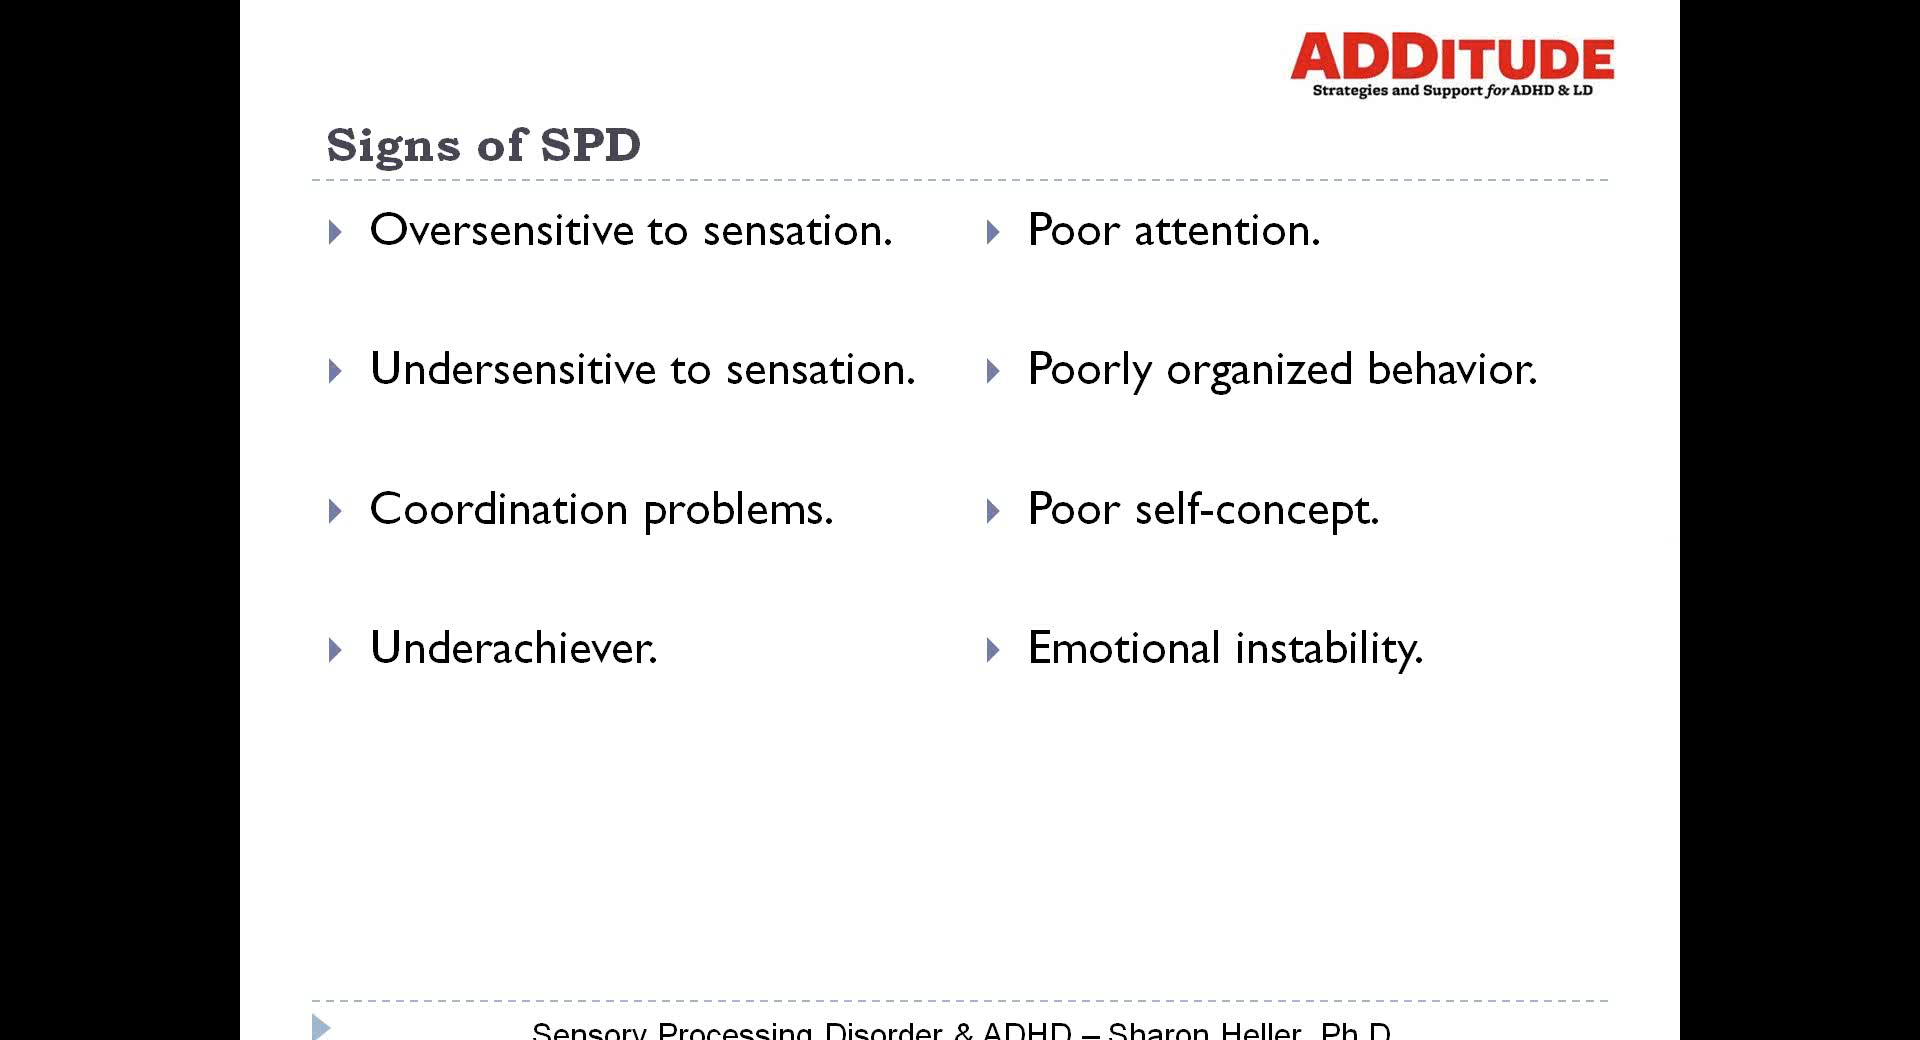 ADDITUDE
Strategies and Support for ADHD & LD
Signs of SPD
Oversensitive to sensation.
Undersensitive to sensation.
Coordination problems.
Underachiever.
Poor attention.
Poorly organized behavior.
Poor self-concept.
Emotional instability.
Sensory Processing Disorder & ADHD – Sharon Heller, Ph.D.